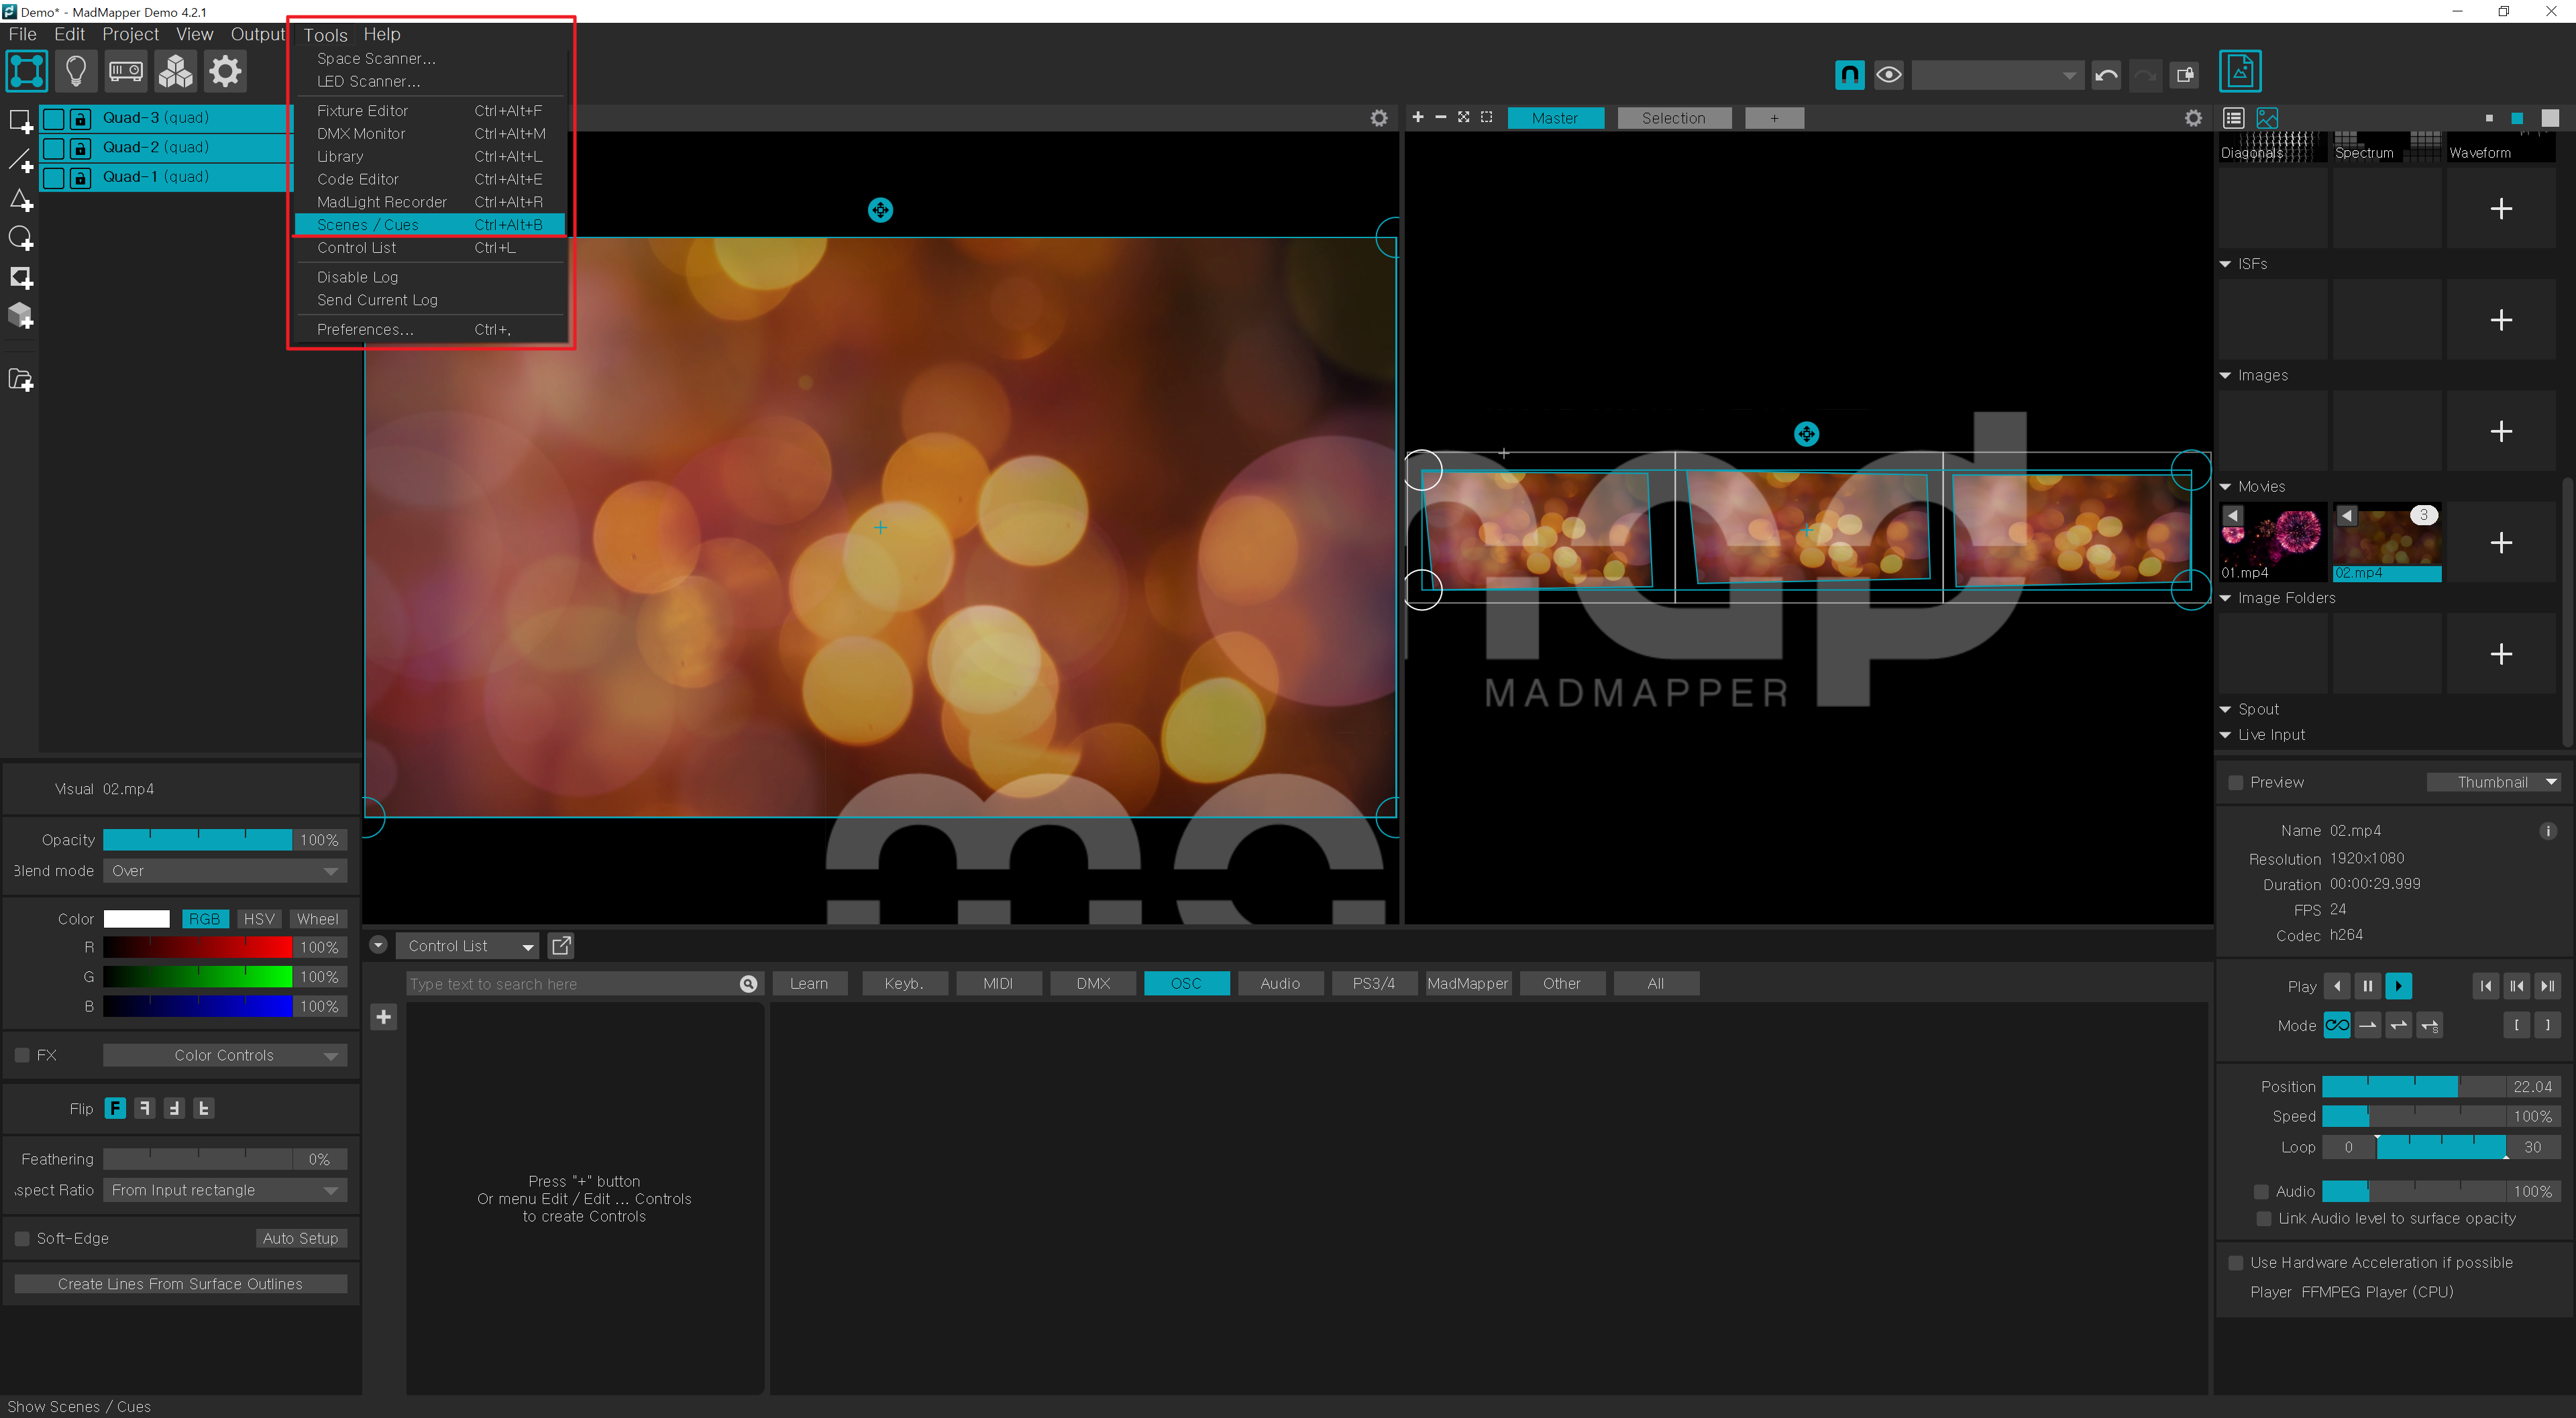 Demo* - MadMapper Demo 4.2.1
File Edit Project View Output Tools Help
Space Scanner...
LED Scanner...
Fixture Editor Ctrl+Alt+F
DMX Monitor Ctrl+Alt+M
Library Ctrl+Alt+L
Code Editor Ctrl+Alt+E
MadLight Recorder Ctrl+Alt+R
Scenes / Cues Ctrl+Alt+B
Control List Ctrl+L
Disable Log
Send Current Log
Preferences... Ctrl+,
Quad-3 (quad)
Quad-2 (quad)
Quad-1 (quad)
Master Selection +
MADMAPPER
Diagonals Spectrum Waveform
ISFs
Images
Movies
3
01.mp4 02.mp4
Image Folders
Spout
Live Input
Visual 02.mp4
Opacity 100%
Blend mode Over
Color RGB HSV Wheel
R 100%
G 100%
B 100%
FX Color Controls
Flip F
Feathering 0%
spect Ratio From Input rectangle
Soft-Edge Auto Setup
Create Lines From Surface Outlines
Control List
Type text to search here Learn Keyb. MIDI DMX OSC Audio PS3/4 MadMapper Other All
Press "+" button
Or menu Edit / Edit ... Controls
to create Controls
Preview Thumbnail
Name 02.mp4
Resolution 1920x1080
Duration 00:00:29.999
FPS 24
Codec h264
Play
Mode S [ ]
Position 22.04
Speed 100%
Loop 0 30
Audio 100%
Link Audio level to surface opacity
Use Hardware Acceleration if possible
Player FFMPEG Player (CPU)
Show Scenes / Cues